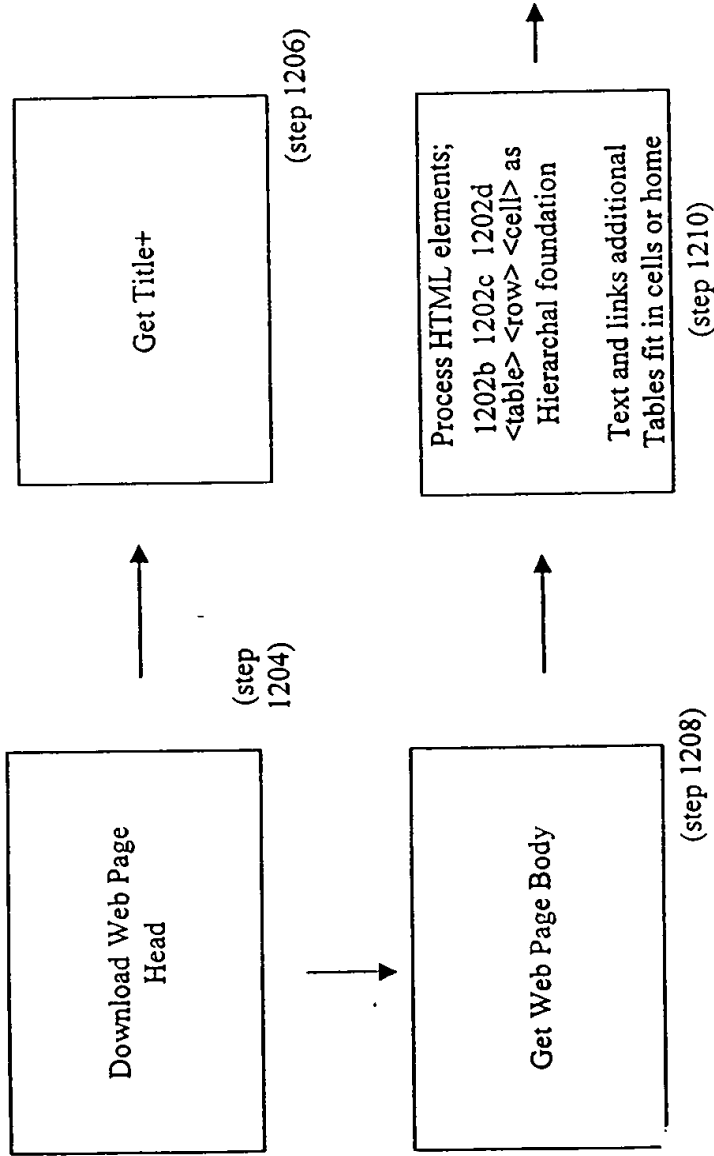 Download Web Page
Head
(step
1204)
Get Title+
(step 1206)
Get Web Page Body
(step 1208)
Process HTML elements;
1202b 1202c 1202d
<table> <row> <cell> as
Hierarchal foundation
Text and links additional
Tables fit in cells or home
(step 1210)